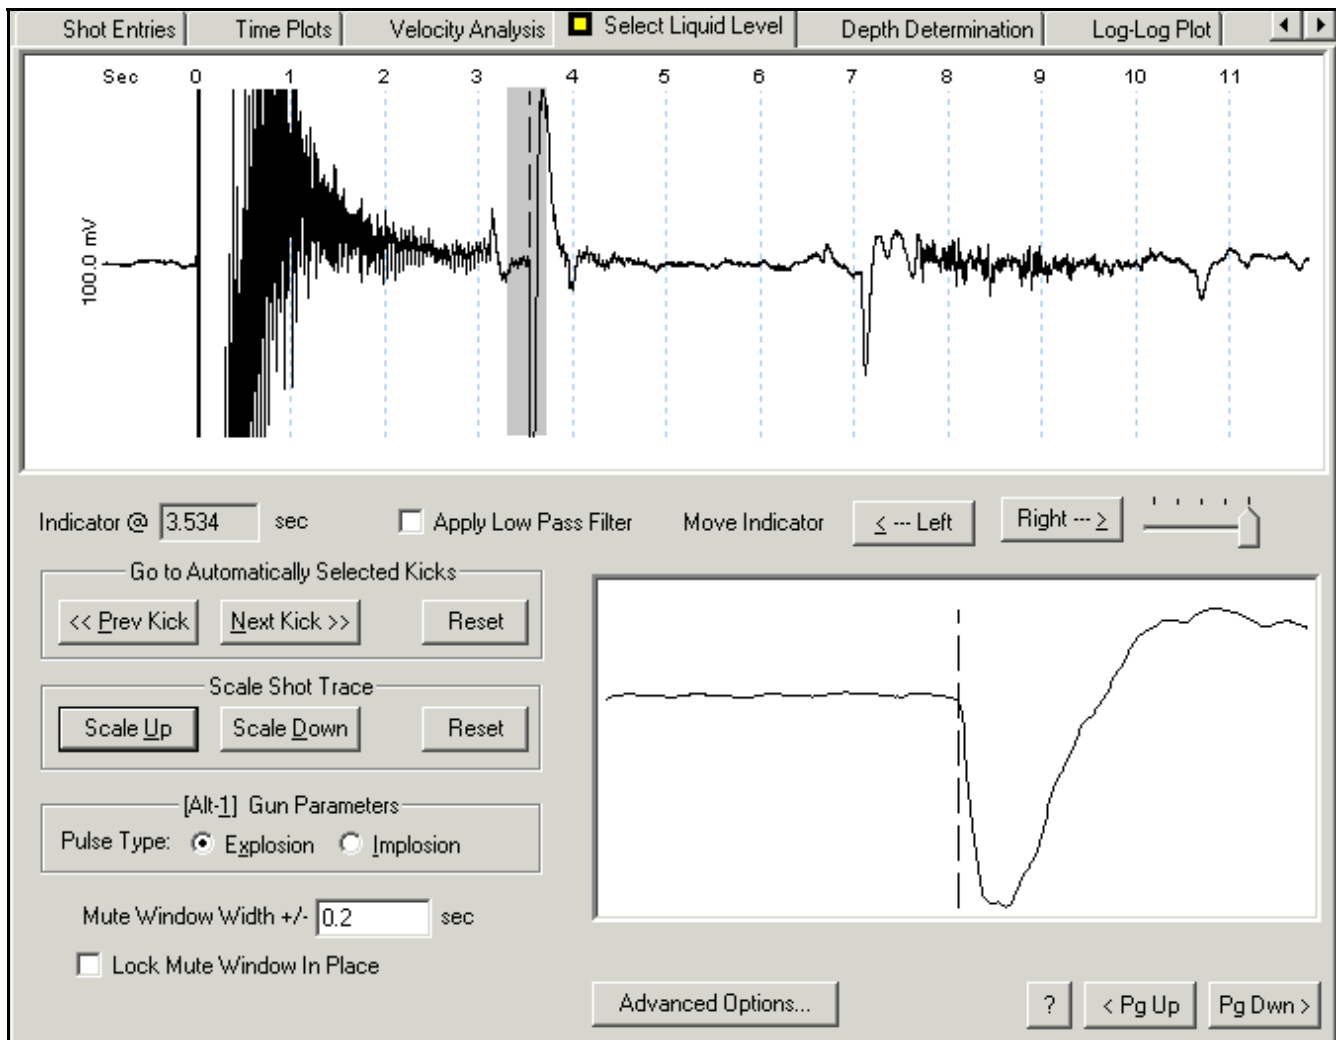 Shot Entries Time Plots Velocity Analysis Select Liquid Level Depth Determination Log-Log Plot
Sec 0 1 2 3 4 5 6 7 8 9 10 11
100.0 mV
Indicator @ 3.534 sec Apply Low Pass Filter Move Indicator < --- Left Right --- >
Go to Automatically Selected Kicks
<< Prev Kick Next Kick >> Reset
Scale Shot Trace
Scale Up Scale Down Reset
[Alt-1] Gun Parameters
Pulse Type: Explosion Implosion
Mute Window Width +/- 0.2 sec
Lock Mute Window In Place
Advanced Options... ? < Pg Up Pg Dwn >